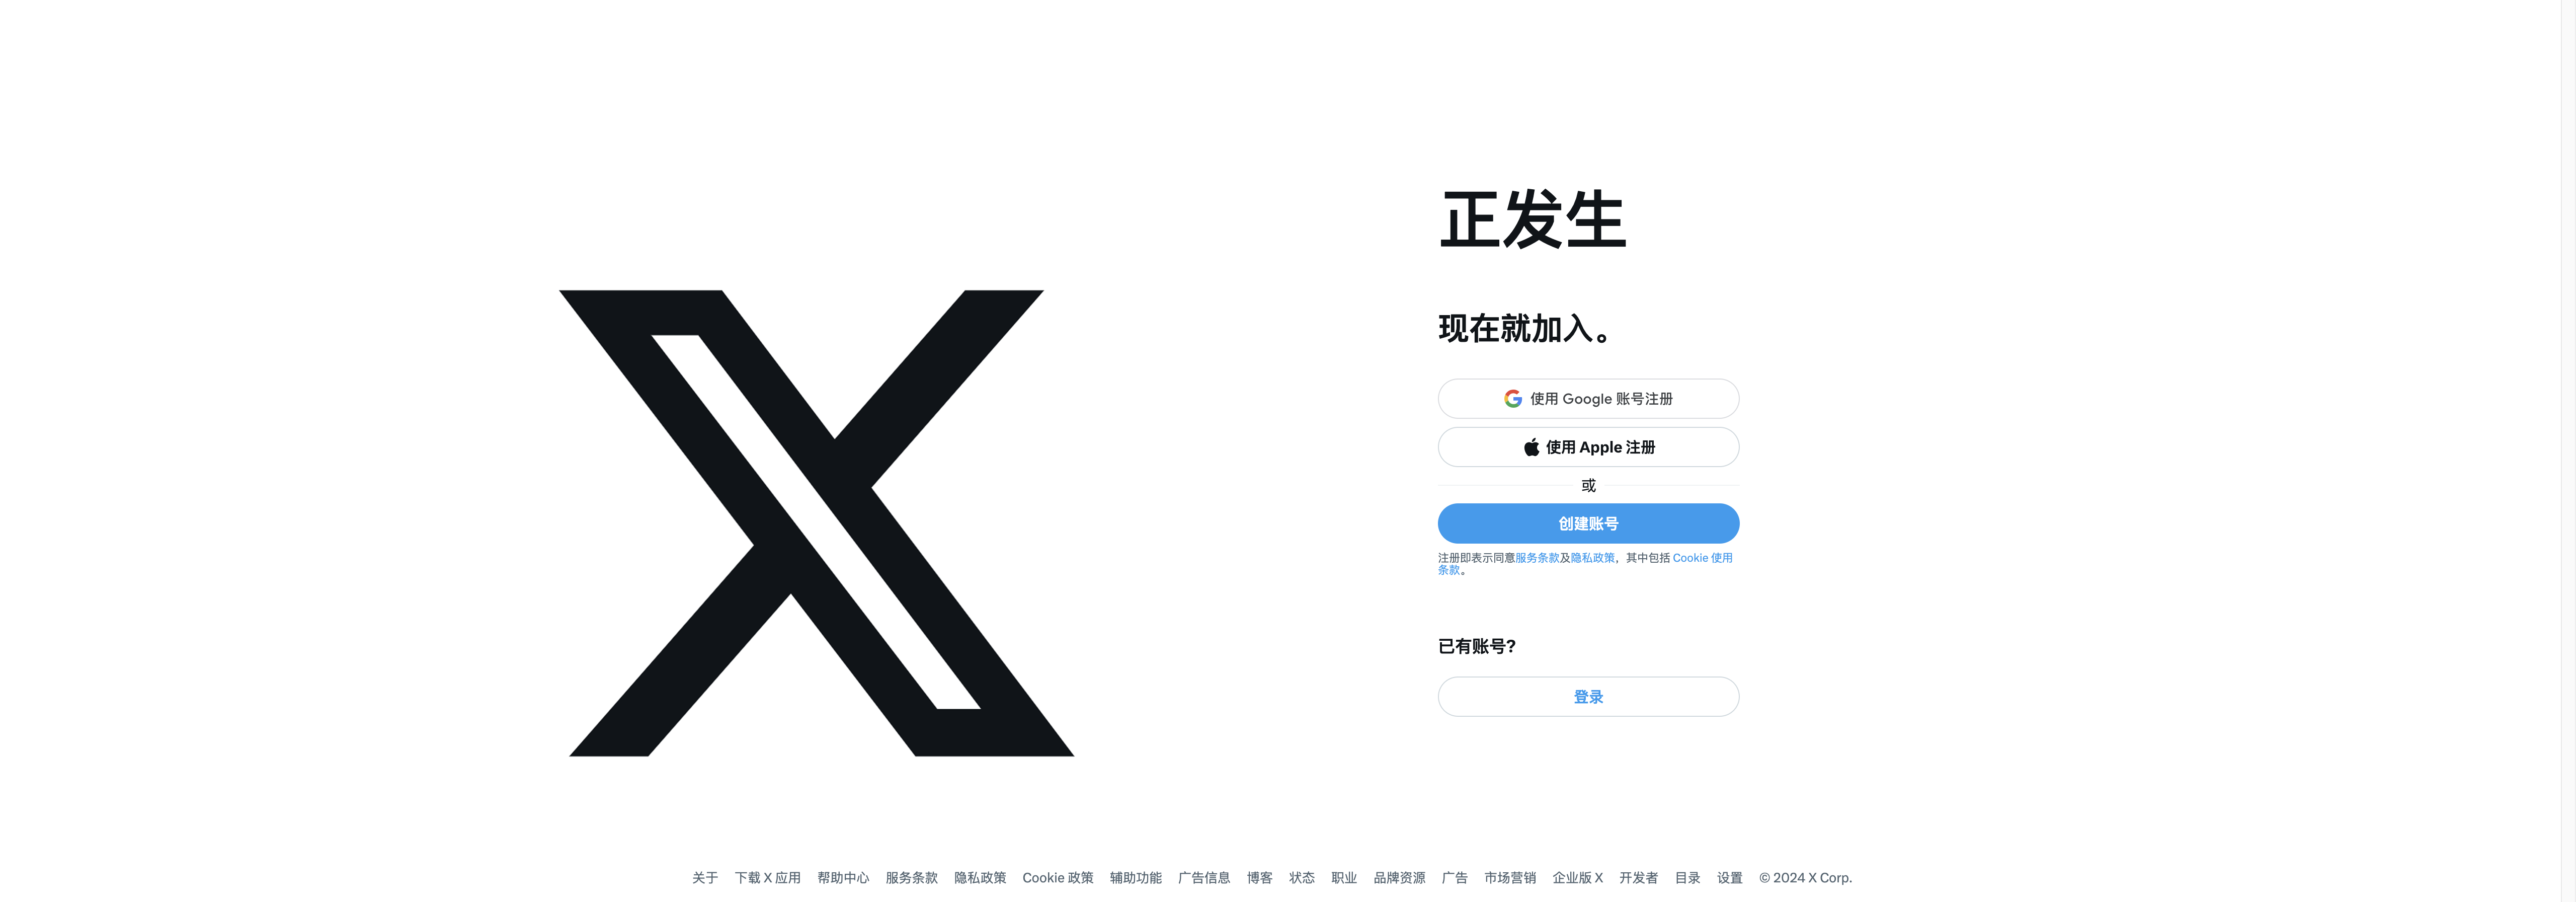 正发生
现在就加入。
使用 Google 账号注册
使用 Apple 注册
或
创建账号
注册即表示同意服务条款及隐私政策，其中包括 Cookie 使用
条款。
已有账号?
登录
关于 下载 X 应用 帮助中心 服务条款 隐私政策 Cookie 政策 辅助功能 广告信息 博客 状态 职业 品牌资源 广告 市场营销 企业版 X 开发者 目录 设置 © 2024 X Corp.